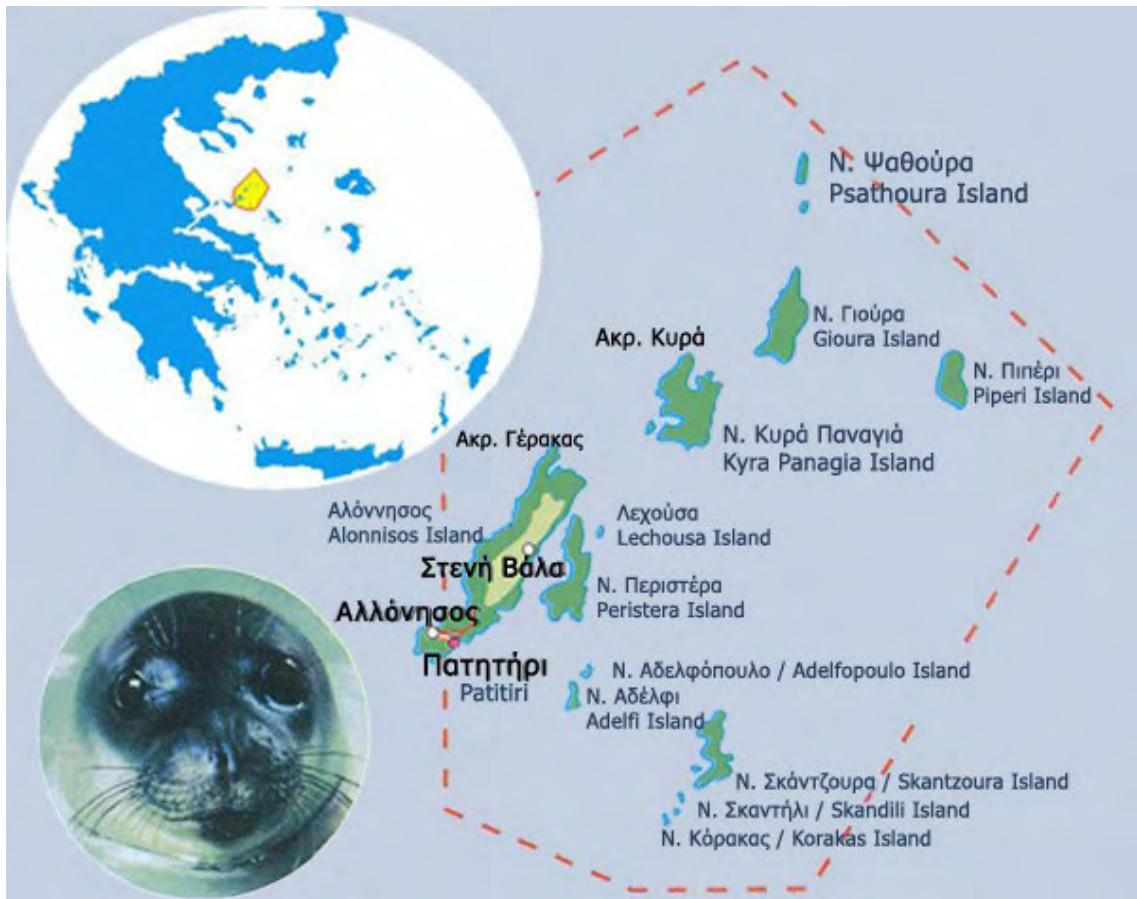 Ν. Ψαθούρα
Psathoura Island
Ν. Γιούρα
Gioura Island
Ακρ. Κυρά
Ν. Πιπέρι
Piperi Island
Ν. Κυρά Παναγιά
Kyra Panagia Island
Ακρ. Γέρακας
Αλόννησος
Alonnisos Island
Λεχούσα
Lechousa Island
Στενή Βάλα
Ν. Περιστέρα
Peristera Island
Αλλόνησος
Πατητήρι
Patitiri
Ν. Αδελφόπουλο / Adelfopoulo Island
Ν. Αδέλφι
Adelfi Island
Ν. Σκάντζουρα / Skantzoura Island
Ν. Σκαντήλι / Skandili Island
Ν. Κόρακας / Korakas Island